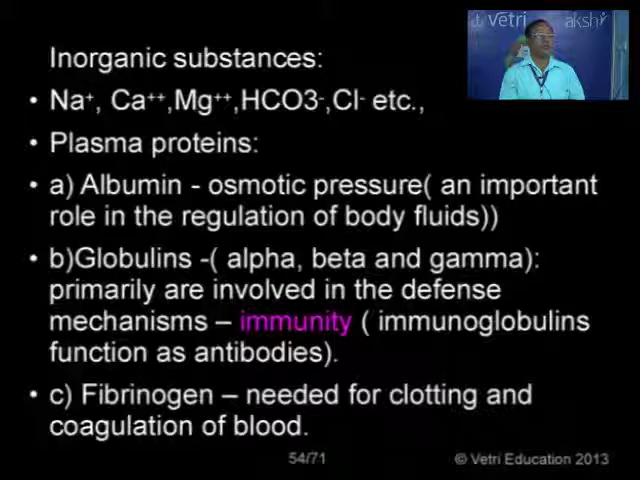 vetri akshi
Inorganic substances:
• Na⁺, Ca⁺⁺,Mg⁺⁺,HCO3⁻,Cl⁻ etc.,
• Plasma proteins:
• a) Albumin - osmotic pressure( an important
role in the regulation of body fluids))
• b)Globulins -( alpha, beta and gamma):
primarily are involved in the defense
mechanisms – immunity ( immunoglobulins
function as antibodies).
• c) Fibrinogen – needed for clotting and
coagulation of blood.
54/71
© Vetri Education 2013